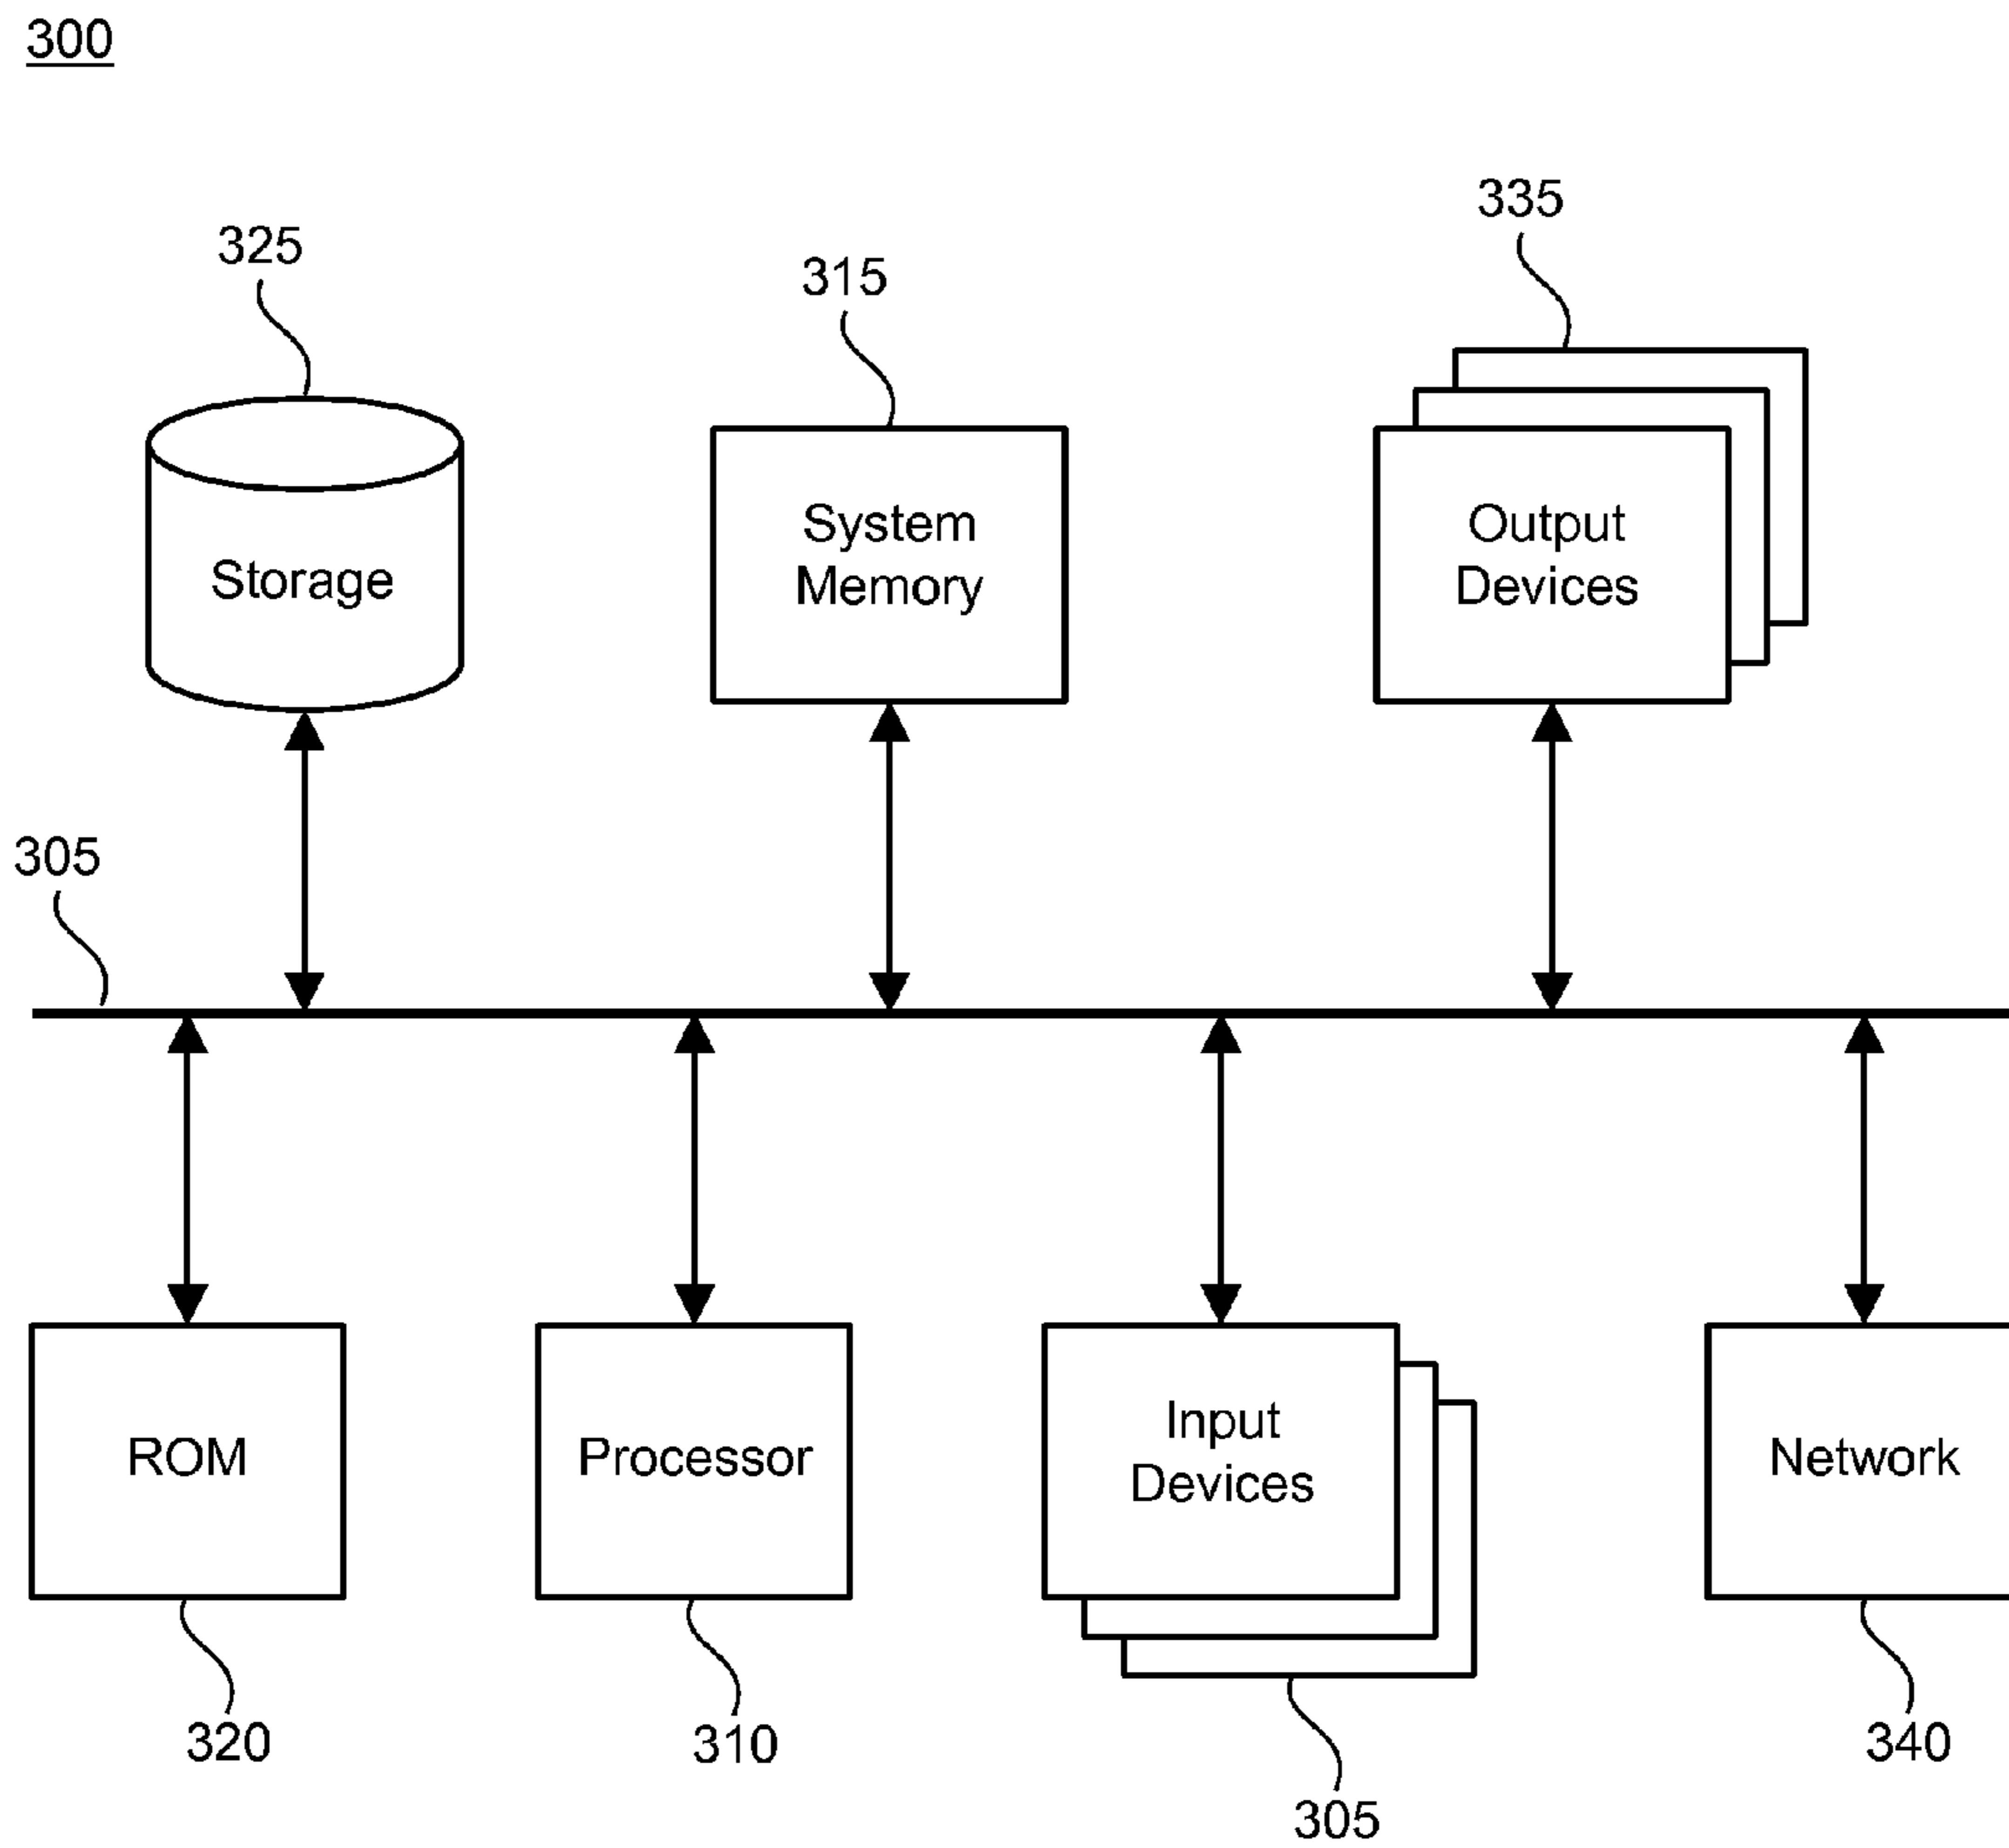 300
325
315
335
Storage
System
Memory
Output
Devices
305
ROM
Processor
Input
Devices
Network
320
310
305
340